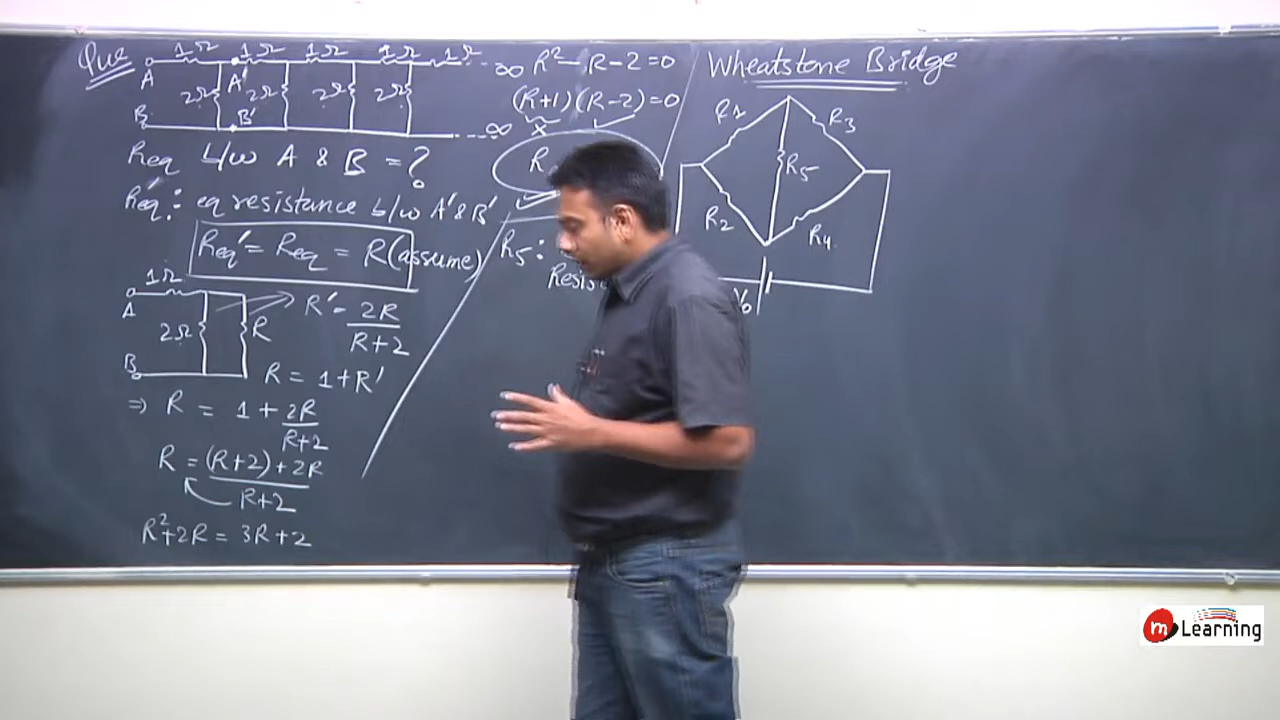 Que
1Ω 1Ω 1Ω 1Ω 1Ω
∞
A A'
2Ω 2Ω 2Ω 2Ω
B B'
∞
Req b/w A & B = ?
Req': eq resistance b/w A' & B'
Req' = Req = R (assume)
1Ω
A
2Ω R
B
R' = 2R/R+2
R = 1 + R'
⇒ R = 1 + 2R/R+2
R = (R+2) + 2R/R+2
R²+2R = 3R+2
R² - R - 2 = 0
(R+1) (R-2) = 0
x ✓
R
R5:
Wheatstone Bridge
R1 R3
R5
R2 R4
V0
m Learning